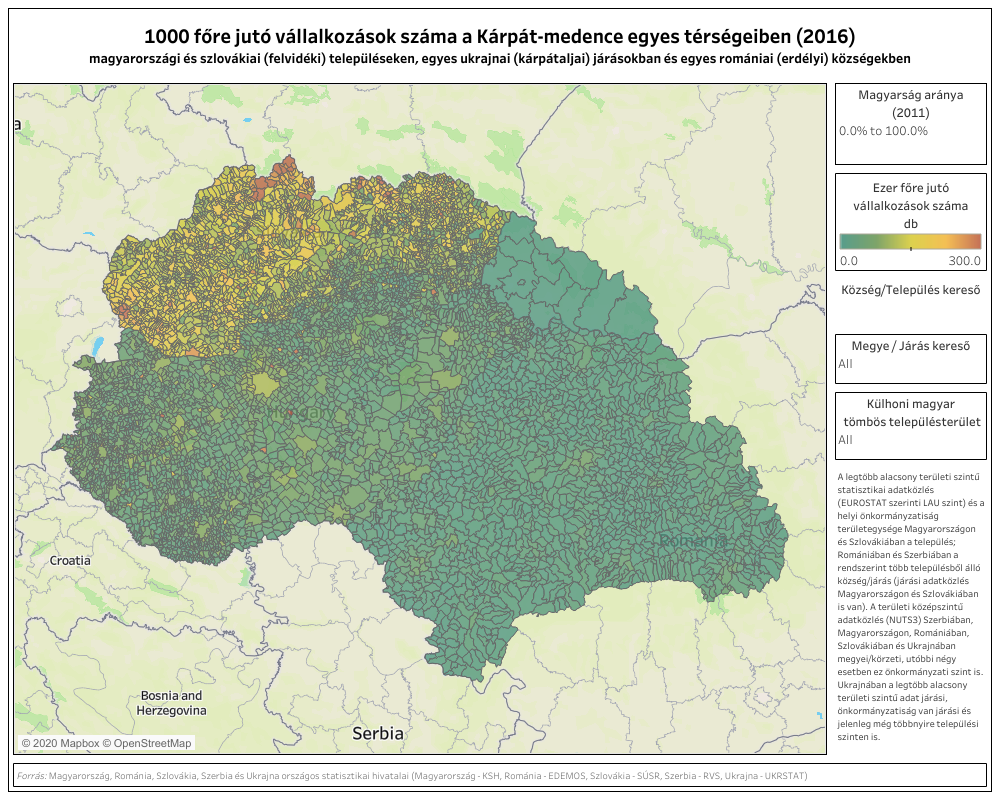 1000 főre jutó vállalkozások száma a Kárpát-medence egyes térségeiben (2016)
magyarországi és szlovákiai (felvidéki) településeken, egyes ukrajnai (kárpátaljai) járásokban és egyes romániai (erdélyi) községekben
a
Hungary
Romania
Croatia
Bosnia and
Herzegovina
Serbia
© 2020 Mapbox © OpenStreetMap
Magyarság aránya
(2011)
0.0% to 100.0%
Ezer főre jutó
vállalkozások száma
db
0.0 300.0
Község/Település kereső
Megye / Járás kereső
All
Külhoni magyar
tömbös településterület
All
A legtöbb alacsony területi szintű
statisztikai adatközlés
(EUROSTAT szerinti LAU szint) és a
helyi önkormányzatiság
területegysége Magyarországon
és Szlovákiában a település;
Romániában és Szerbiában a
rendszerint több településből álló
község/járás (járási adatközlés
Magyarországon és Szlovákiában
is van). A területi középszintű
adatközlés (NUTS3) Szerbiában,
Magyarországon, Romániában,
Szlovákiában és Ukrajnában
megyei/körzeti, utóbbi négy
esetben ez önkormányzati szint is.
Ukrajnában a legtöbb alacsony
területi szintű adat járási,
önkormányzatiság van járási és
jelenleg még többnyire települési
szinten is.
Forrás: Magyarország, Románia, Szlovákia, Szerbia és Ukrajna országos statisztikai hivatalai (Magyarország - KSH, Románia - EDEMOS, Szlovákia - SÚSR, Szerbia - RVS, Ukrajna - UKRSTAT)